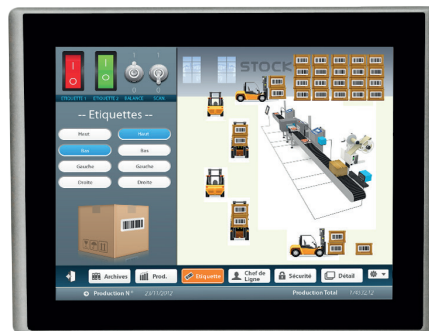 STOCK
I I
O O
ETIQUETTE 1 ETIQUETTE 2 BALANCE SCAN
-- Etiquettes --
Haut Haut
Bas Bas
Gauche Gauche
Droite Droite
Archives Prod. Etiquette Chef de Ligne Sécurité Détail
Production N° 23/11/2012 Production Total